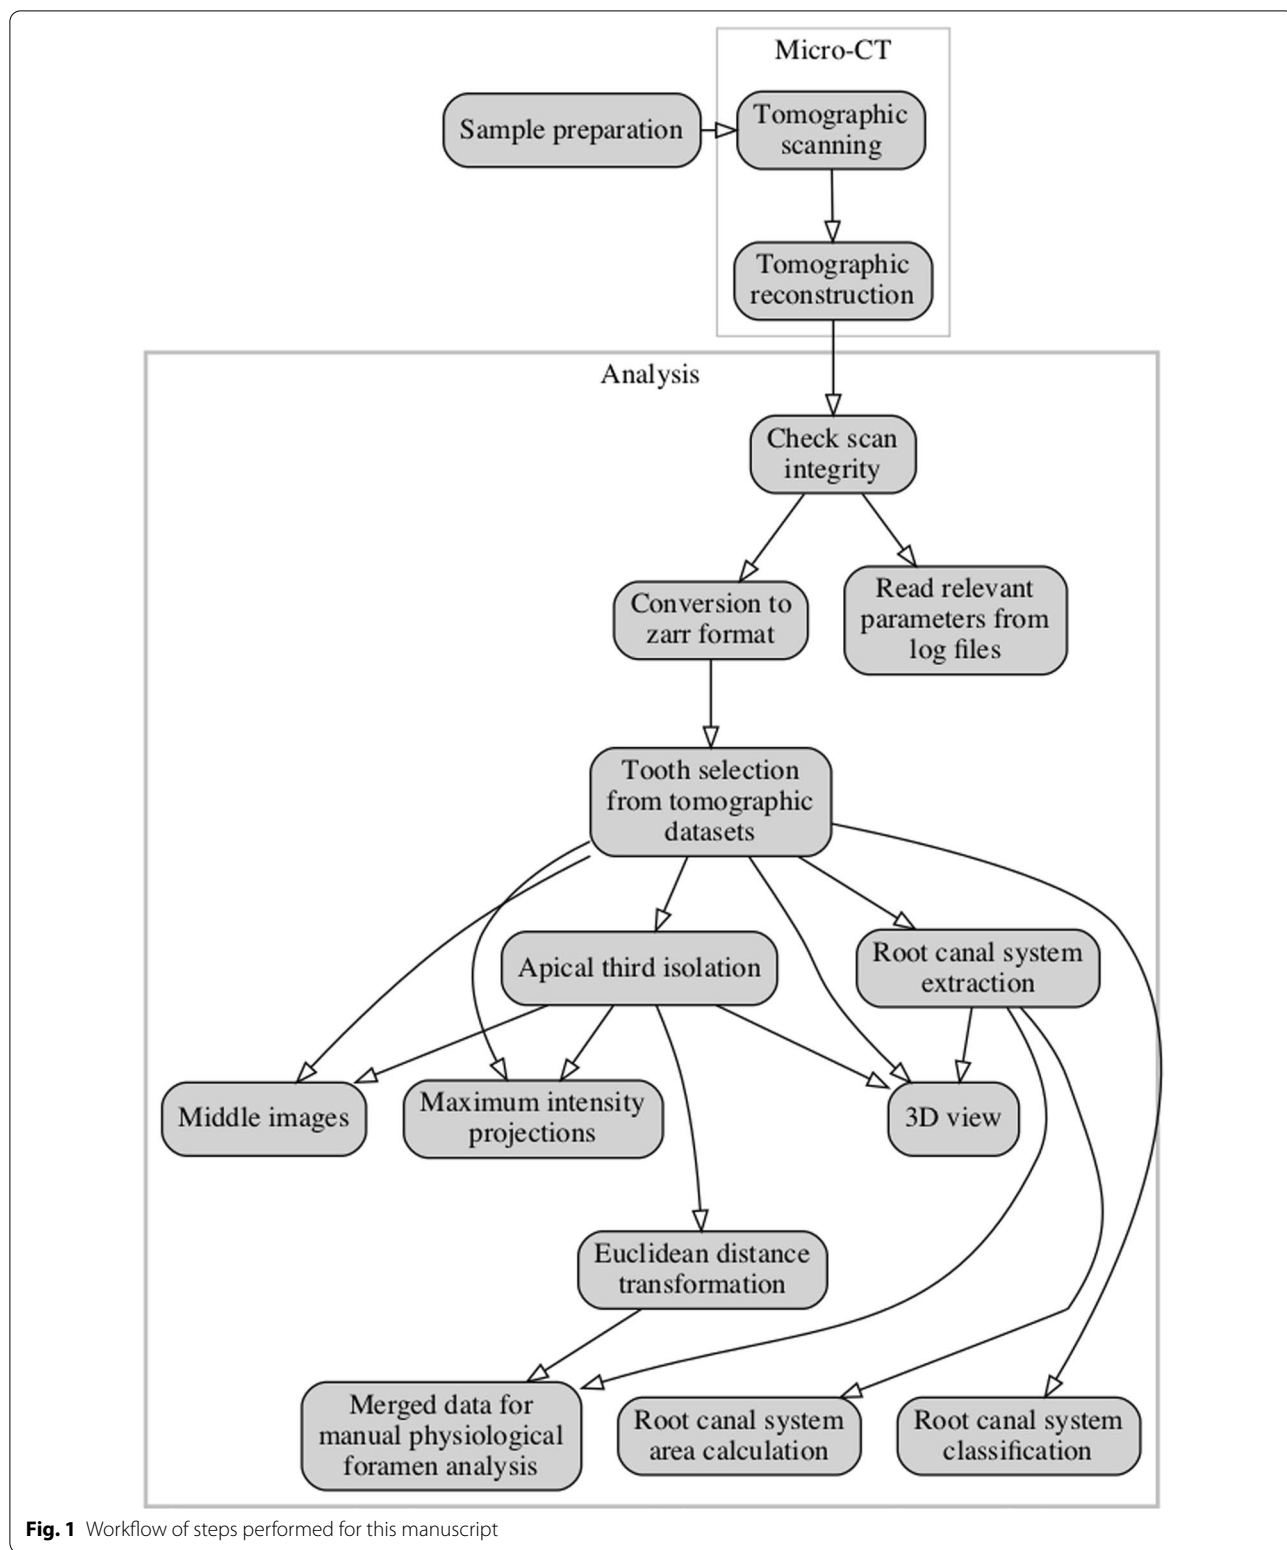 Micro-CT
Sample preparation
Tomographic
scanning
Tomographic
reconstruction
Analysis
Check scan
integrity
Conversion to
zarr format
Read relevant
parameters from
log files
Tooth selection
from tomographic
datasets
Apical third isolation
Root canal system
extraction
Middle images
Maximum intensity
projections
3D view
Euclidean distance
transformation
Merged data for
manual physiological
foramen analysis
Root canal system
area calculation
Root canal system
classification
Fig. 1 Workflow of steps performed for this manuscript